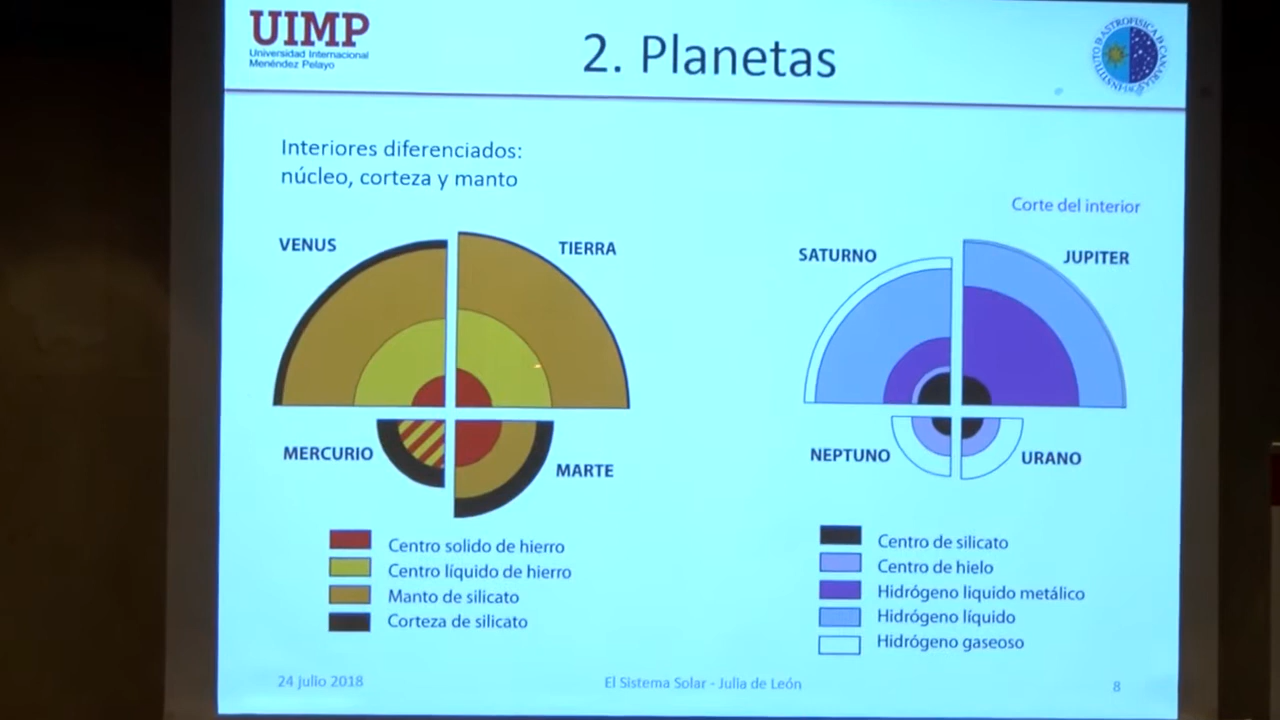 UIMP
Universidad Internacional
Menéndez Pelayo
2. Planetas
INSTITUTO D ASTROFISICA D CANARIAS
Interiores diferenciados:
núcleo, corteza y manto
Corte del interior
VENUS
TIERRA
MERCURIO
MARTE
SATURNO
JUPITER
NEPTUNO
URANO
Centro solido de hierro
Centro líquido de hierro
Manto de silicato
Corteza de silicato
Centro de silicato
Centro de hielo
Hidrógeno liquido metálico
Hidrógeno líquido
Hidrógeno gaseoso
24 julio 2018
El Sistema Solar - Julia de León
8